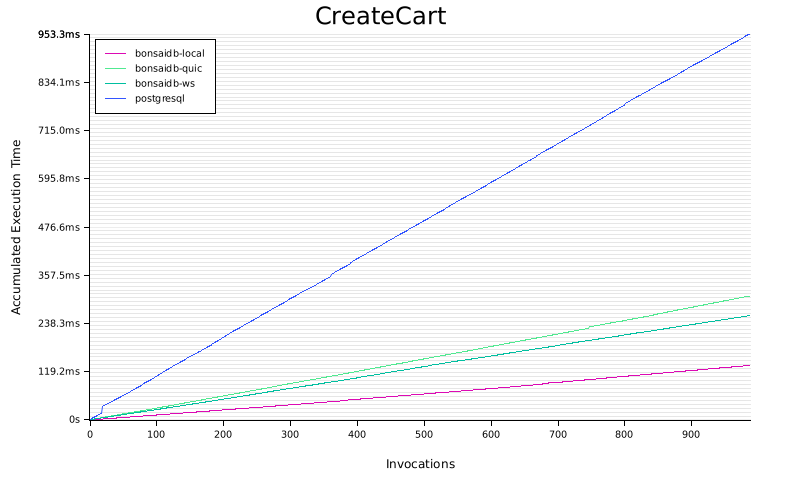 CreateCart
953.3ms
834.1ms
715.0ms
595.8ms
476.6ms
357.5ms
238.3ms
119.2ms
0s
Accumulated Execution Time
bonsaidb-local
bonsaidb-quic
bonsaidb-ws
postgresql
0 100 200 300 400 500 600 700 800 900
Invocations